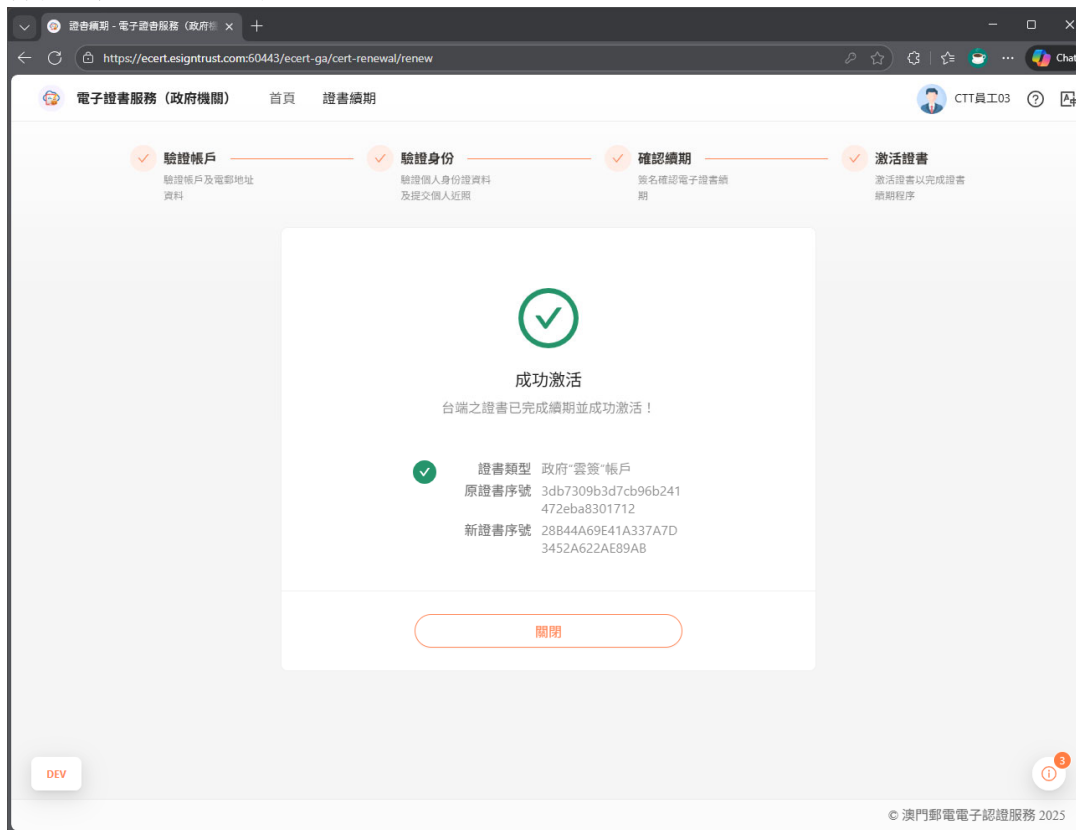 證書續期 - 電子證書服務（政府機
https://ecert.esigntrust.com:60443/ecert-ga/cert-renewal/renew
Chat
電子證書服務（政府機關）
首頁
證書續期
CTT員工03
驗證帳戶
驗證帳戶及電郵地址
資料
驗證身份
驗證個人身份證資料
及提交個人近照
確認續期
簽名確認電子證書續
期
激活證書
激活證書以完成證書
續期程序
成功激活
台端之證書已完成續期並成功激活！
證書類型 政府“雲簽”帳戶
原證書序號 3db7309b3d7cb96b241
472eba8301712
新證書序號 28B44A69E41A337A7D
3452A622AE89AB
關閉
DEV
3
© 澳門郵電電子認證服務 2025